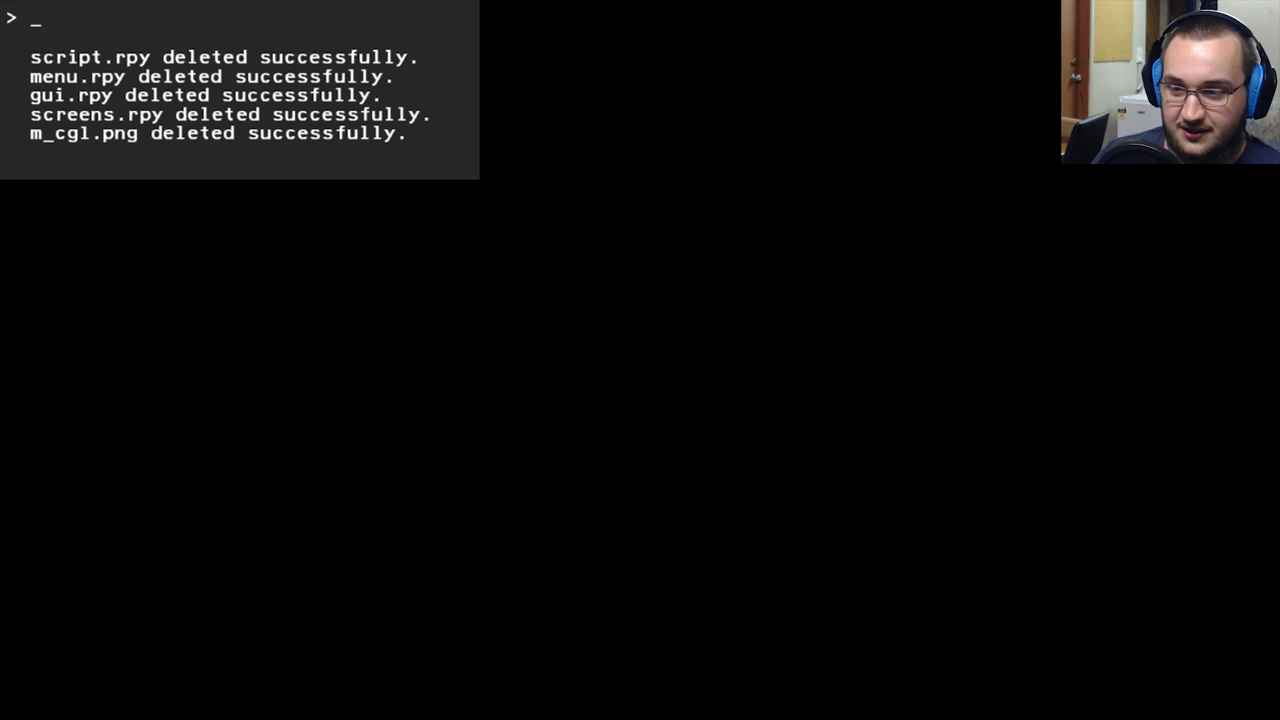 > _
script.rpy deleted successfully.
menu.rpy deleted successfully.
gui.rpy deleted successfully.
screens.rpy deleted successfully.
m_cgl.png deleted successfully.